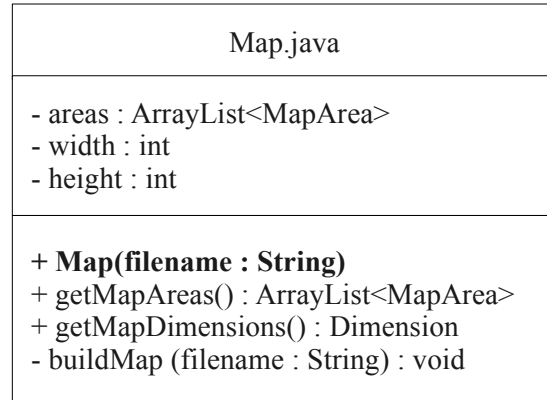 Map.java
- areas : ArrayList<MapArea>
- width : int
- height : int
+ Map(filename : String)
+ getMapAreas() : ArrayList<MapArea>
+ getMapDimensions() : Dimension
- buildMap (filename : String) : void